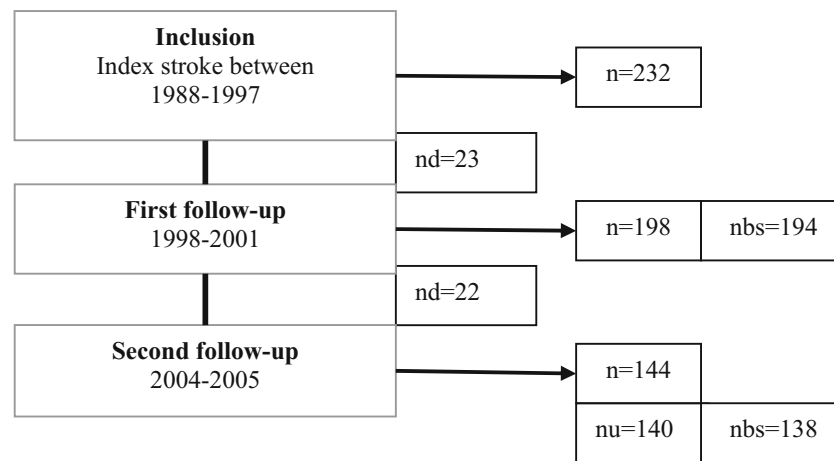 Inclusion
Index stroke between
1988-1997
n=232
nd=23
First follow-up
1998-2001
n=198
nbs=194
nd=22
Second follow-up
2004-2005
n=144
nu=140
nbs=138